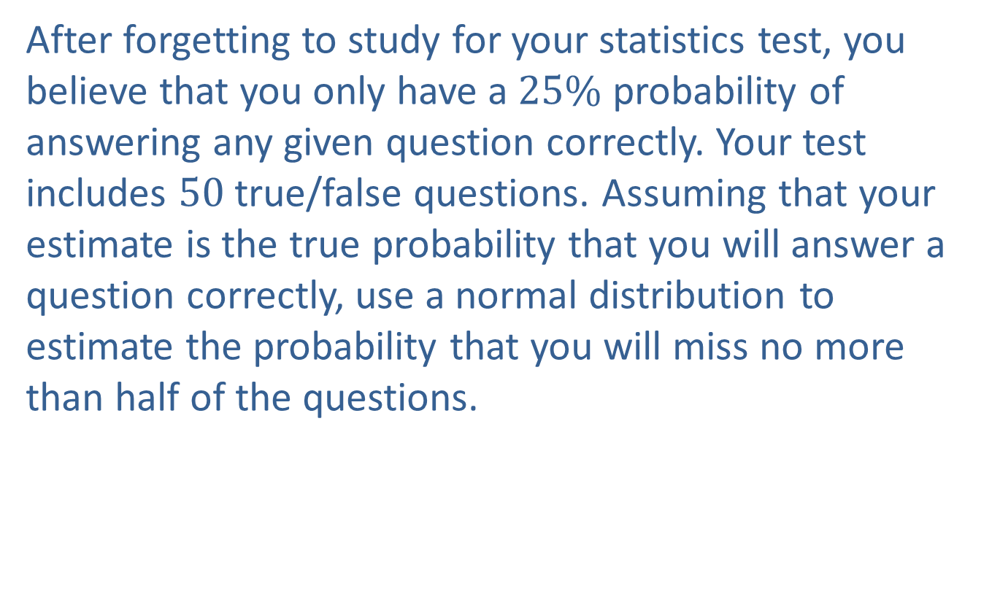 After forgetting to study for your statistics test, you
believe that you only have a 25% probability of
answering any given question correctly. Your test
includes 50 true/false questions. Assuming that your
estimate is the true probability that you will answer a
question correctly, use a normal distribution to
estimate the probability that you will miss no more
than half of the questions.